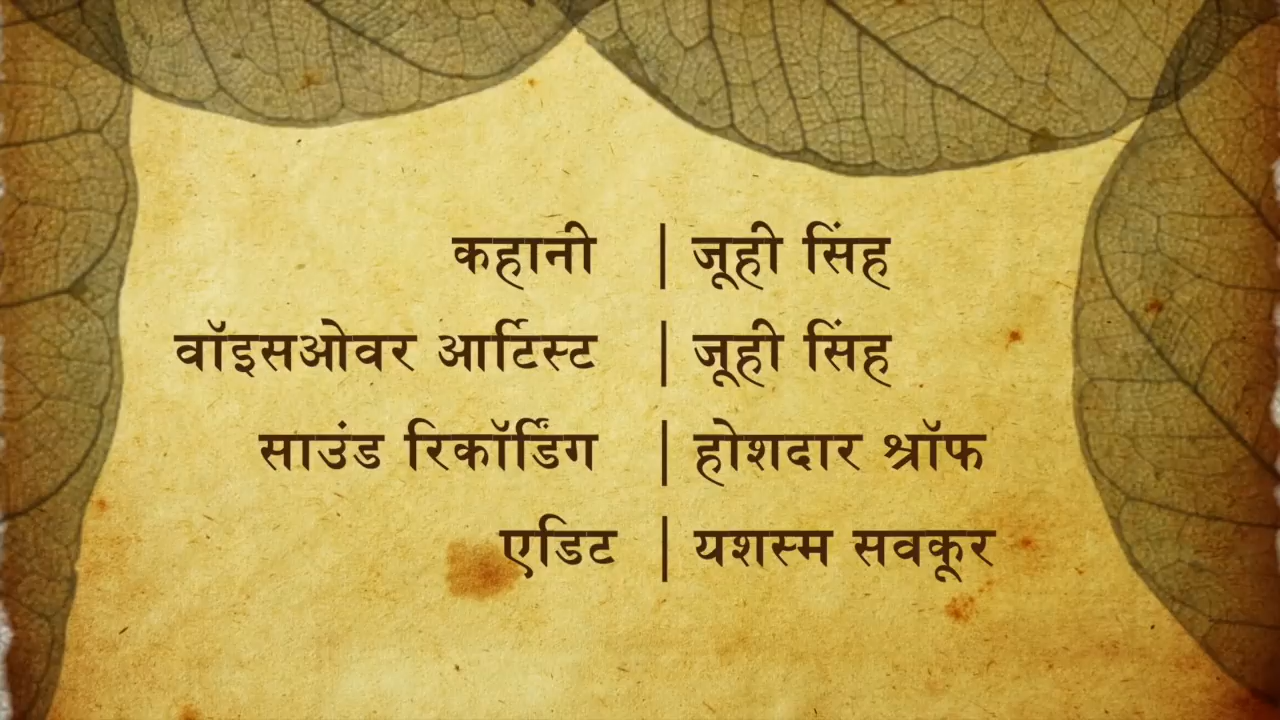 कहानी | जूही सिंह
वॉइसओवर आर्टिस्ट | जूही सिंह
साउंड रिकॉर्डिंग | होशदार श्रॉफ
एडिट | यशस्म सवकूर